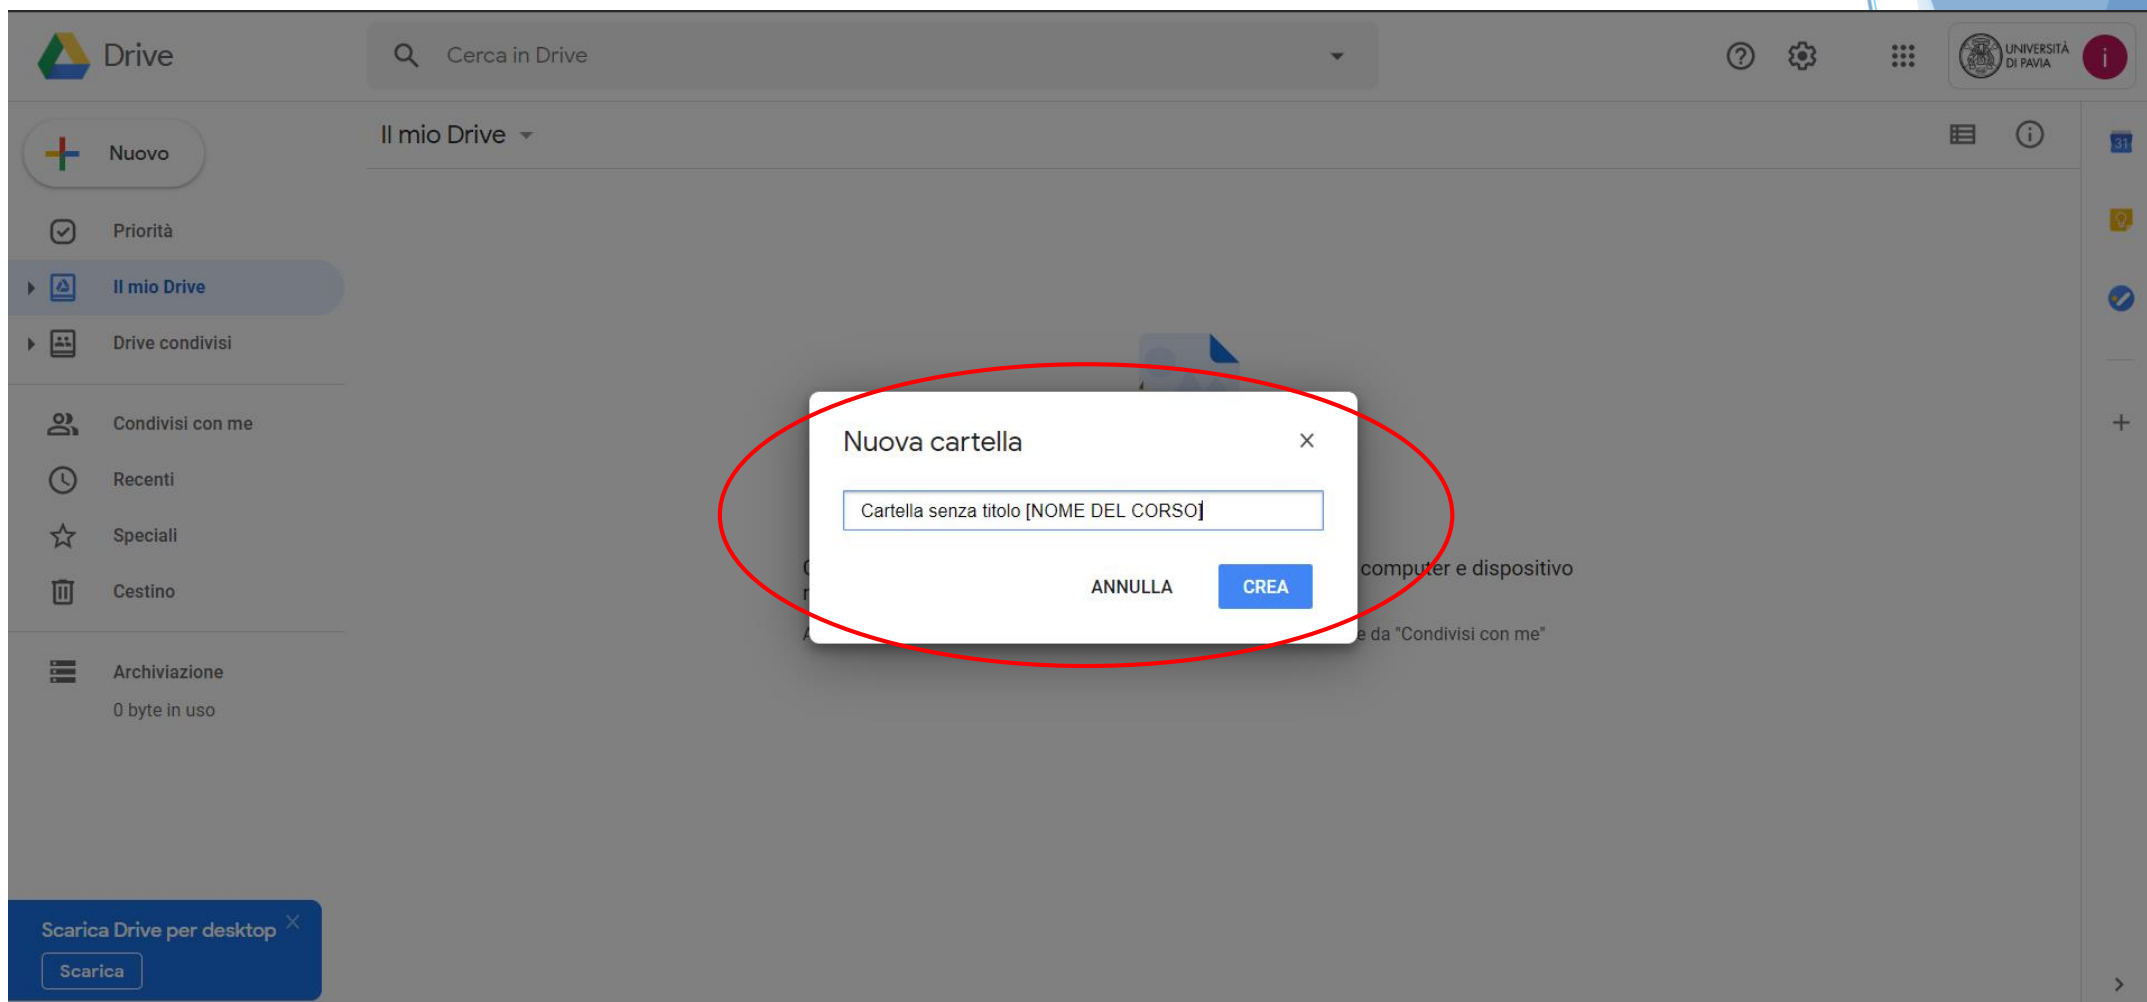 Drive
Cerca in Drive
UNIVERSITÀ
DI PAVIA
i
Nuovo
Il mio Drive
31
Priorità
Il mio Drive
Drive condivisi
Condivisi con me
Recenti
Speciali
Cestino
Archiviazione
0 byte in uso
Nuova cartella
Cartella senza titolo [NOME DEL CORSO]
ANNULLA
CREA
computer e dispositivo
e da "Condivisi con me"
Scarica Drive per desktop
Scarica